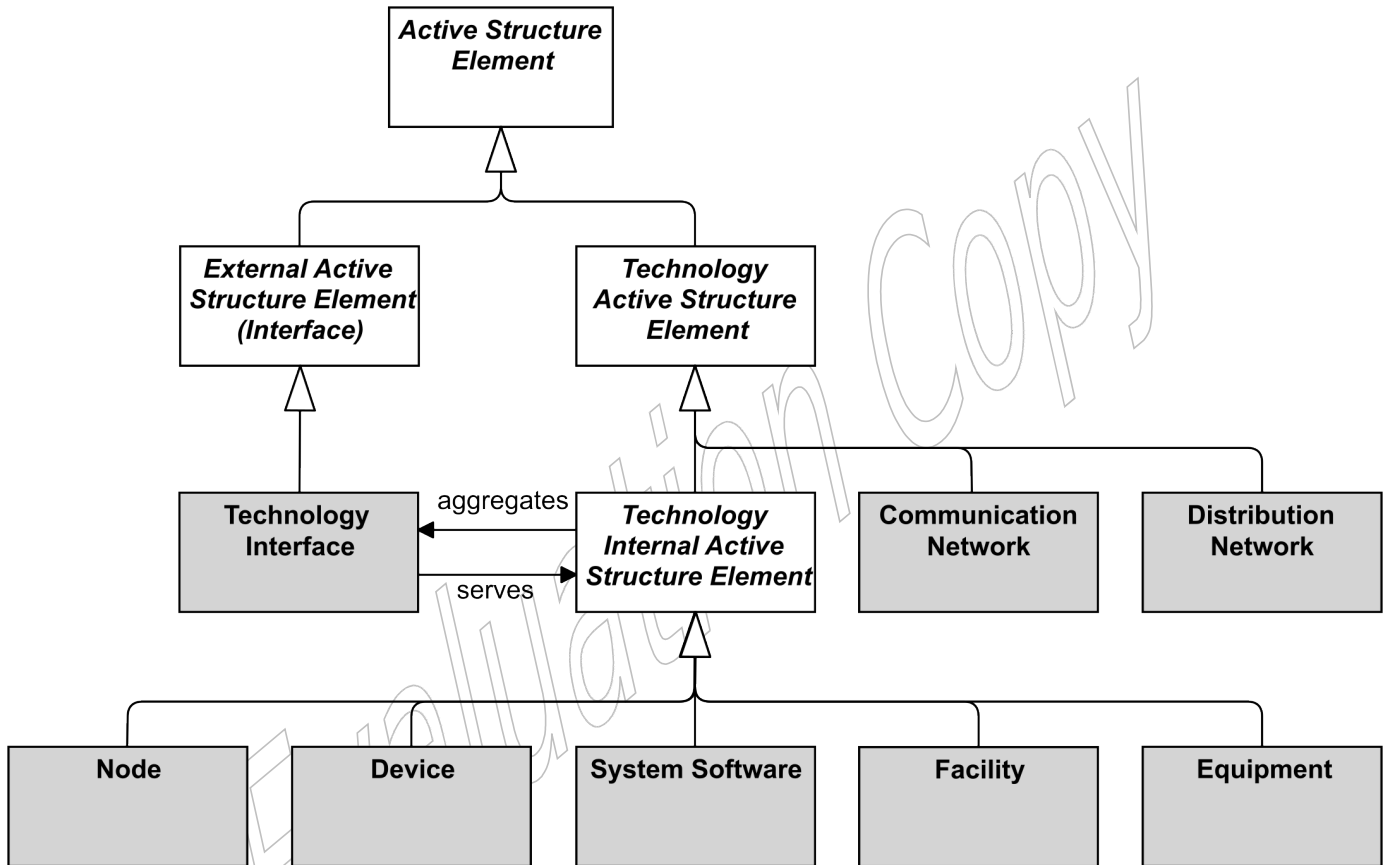 Active Structure
Element
External Active
Structure Element
(Interface)
Technology
Active Structure
Element
Technology
Interface
aggregates
serves
Technology
Internal Active
Structure Element
Communication
Network
Distribution
Network
Node
Device
System Software
Facility
Equipment
Evaluation Copy